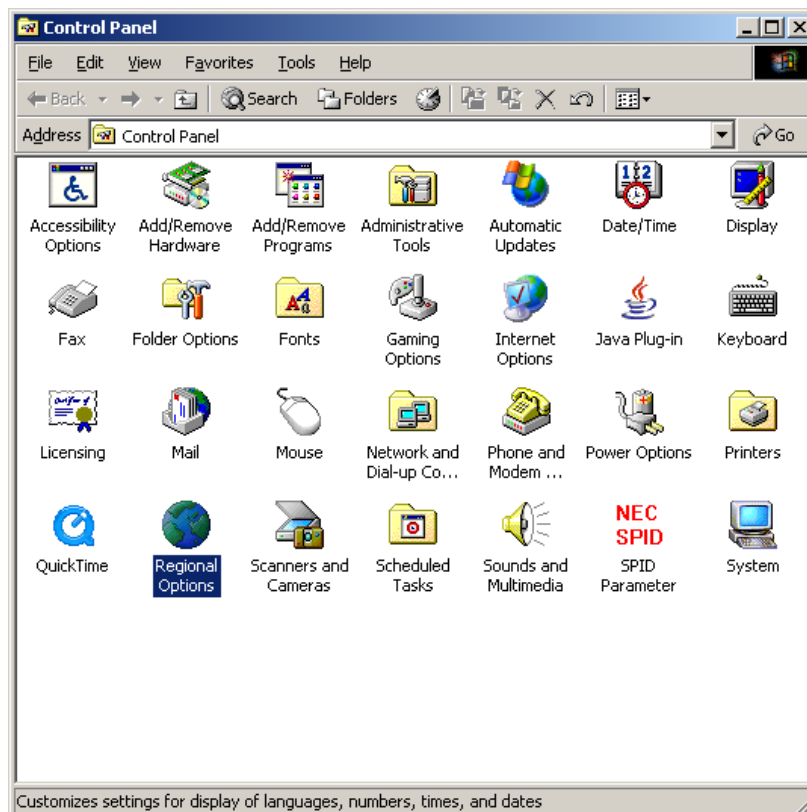 Control Panel
File Edit View Favorites Tools Help
Back Search Folders
Address Control Panel Go
Accessibility Options
Add/Remove Hardware
Add/Remove Programs
Administrative Tools
Automatic Updates
1 2
Date/Time
Display
Fax
Folder Options
Fonts
Gaming Options
Internet Options
Java Plug-in
Keyboard
Licensing
Mail
Mouse
Network and Dial-up Co...
Phone and Modem ...
Power Options
Printers
QuickTime
Regional Options
Scanners and Cameras
Scheduled Tasks
Sounds and Multimedia
NEC
SPID
SPID Parameter
System
Customizes settings for display of languages, numbers, times, and dates